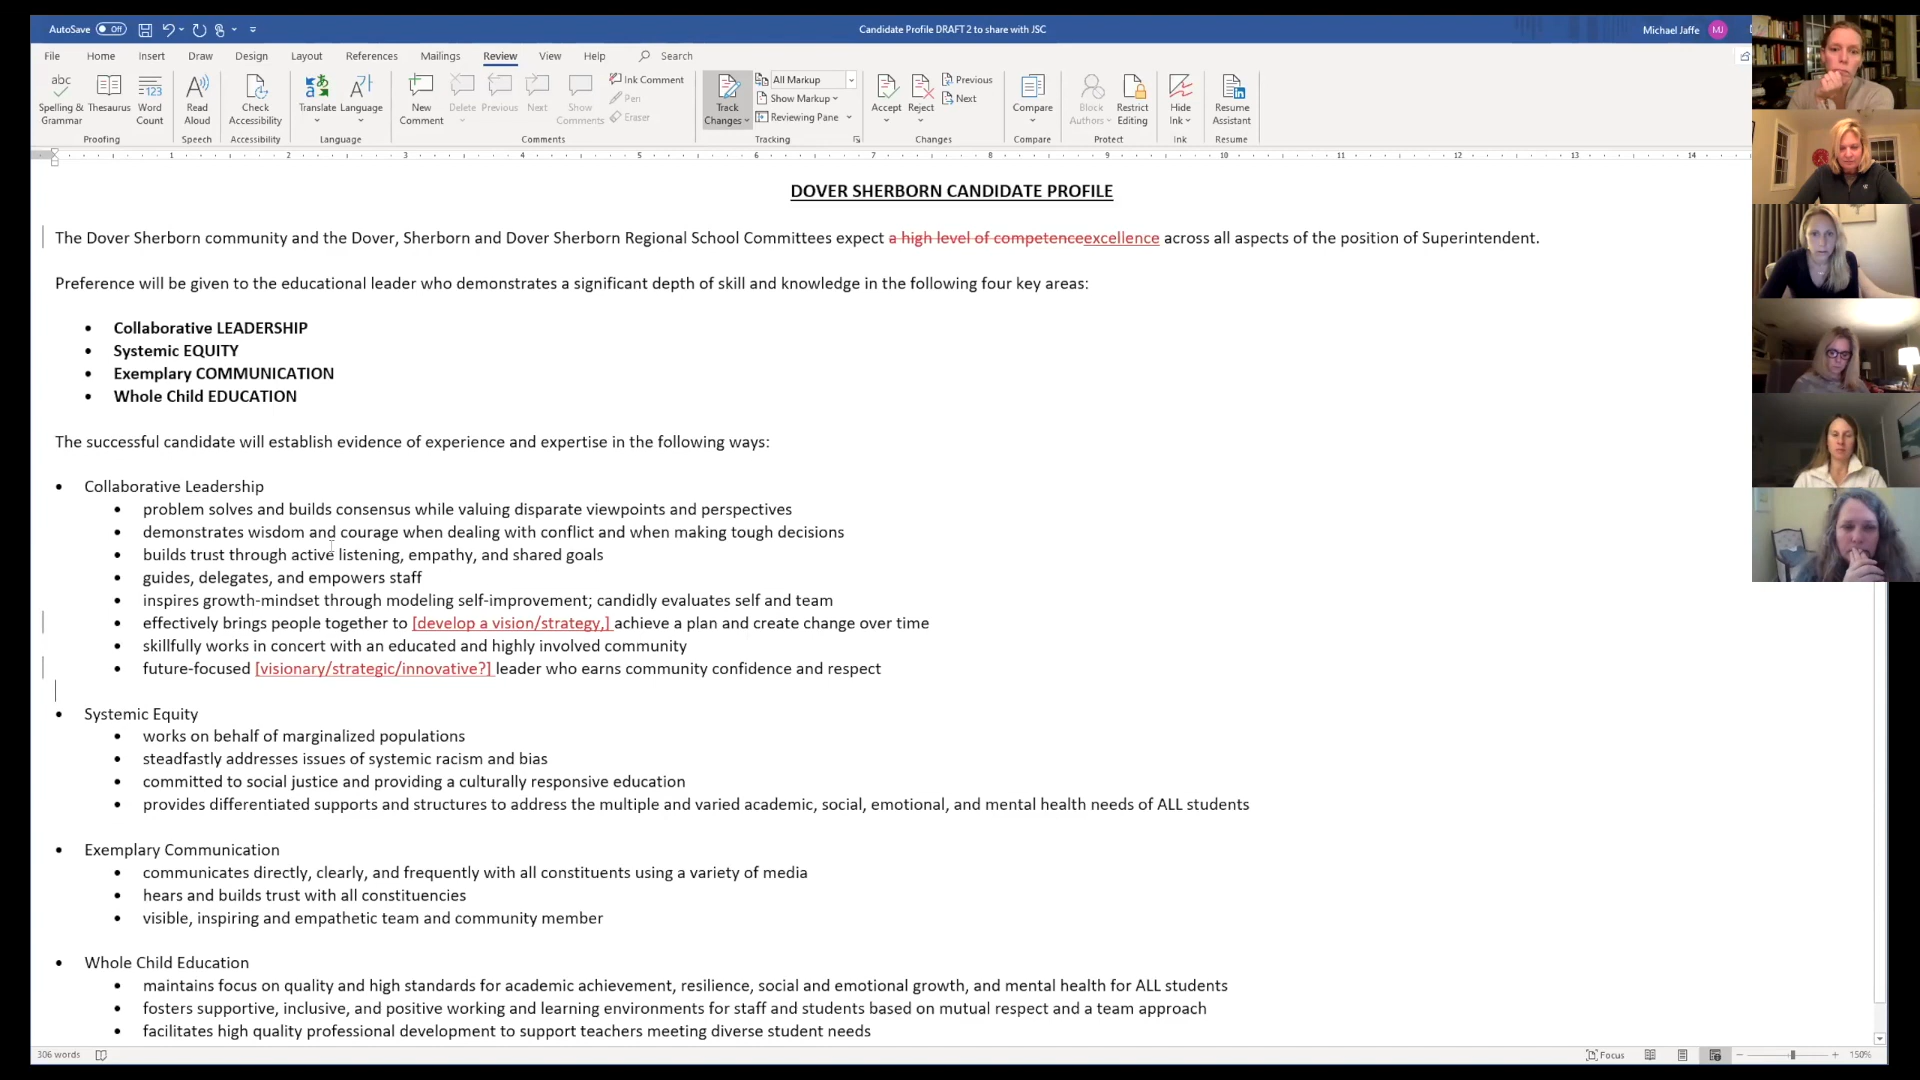 AutoSave Off Candidate Profile DRAFT 2 to share with JSC Michael Jaffe MJ
File Home Insert Draw Design Layout References Mailings Review View Help Search
abc 123 Ink Comment All Markup Previous
Spelling & Grammar Thesaurus Word Count Read Aloud Check Accessibility Translate Language New Comment Delete Previous Next Show Comments Pen Track Changes Show Markup Accept Reject Next Compare Block Authors Restrict Editing Hide Ink Resume Assistant
Eraser Reviewing Pane
Proofing Speech Accessibility Language Comments Tracking Changes Compare Protect Ink Resume
1 2 3 4 5 6 7 8 9 10 11 12 13 14
DOVER SHERBORN CANDIDATE PROFILE
The Dover Sherborn community and the Dover, Sherborn and Dover Sherborn Regional School Committees expect a high level of competenceexcellence across all aspects of the position of Superintendent.
Preference will be given to the educational leader who demonstrates a significant depth of skill and knowledge in the following four key areas:
• Collaborative LEADERSHIP
• Systemic EQUITY
• Exemplary COMMUNICATION
• Whole Child EDUCATION
The successful candidate will establish evidence of experience and expertise in the following ways:
• Collaborative Leadership
• problem solves and builds consensus while valuing disparate viewpoints and perspectives
• demonstrates wisdom and courage when dealing with conflict and when making tough decisions
• builds trust through active listening, empathy, and shared goals
• guides, delegates, and empowers staff
• inspires growth-mindset through modeling self-improvement; candidly evaluates self and team
• effectively brings people together to [develop a vision/strategy,] achieve a plan and create change over time
• skillfully works in concert with an educated and highly involved community
• future-focused [visionary/strategic/innovative?] leader who earns community confidence and respect
• Systemic Equity
• works on behalf of marginalized populations
• steadfastly addresses issues of systemic racism and bias
• committed to social justice and providing a culturally responsive education
• provides differentiated supports and structures to address the multiple and varied academic, social, emotional, and mental health needs of ALL students
• Exemplary Communication
• communicates directly, clearly, and frequently with all constituents using a variety of media
• hears and builds trust with all constituencies
• visible, inspiring and empathetic team and community member
• Whole Child Education
• maintains focus on quality and high standards for academic achievement, resilience, social and emotional growth, and mental health for ALL students
• fosters supportive, inclusive, and positive working and learning environments for staff and students based on mutual respect and a team approach
• facilitates high quality professional development to support teachers meeting diverse student needs
306 words Focus 150%